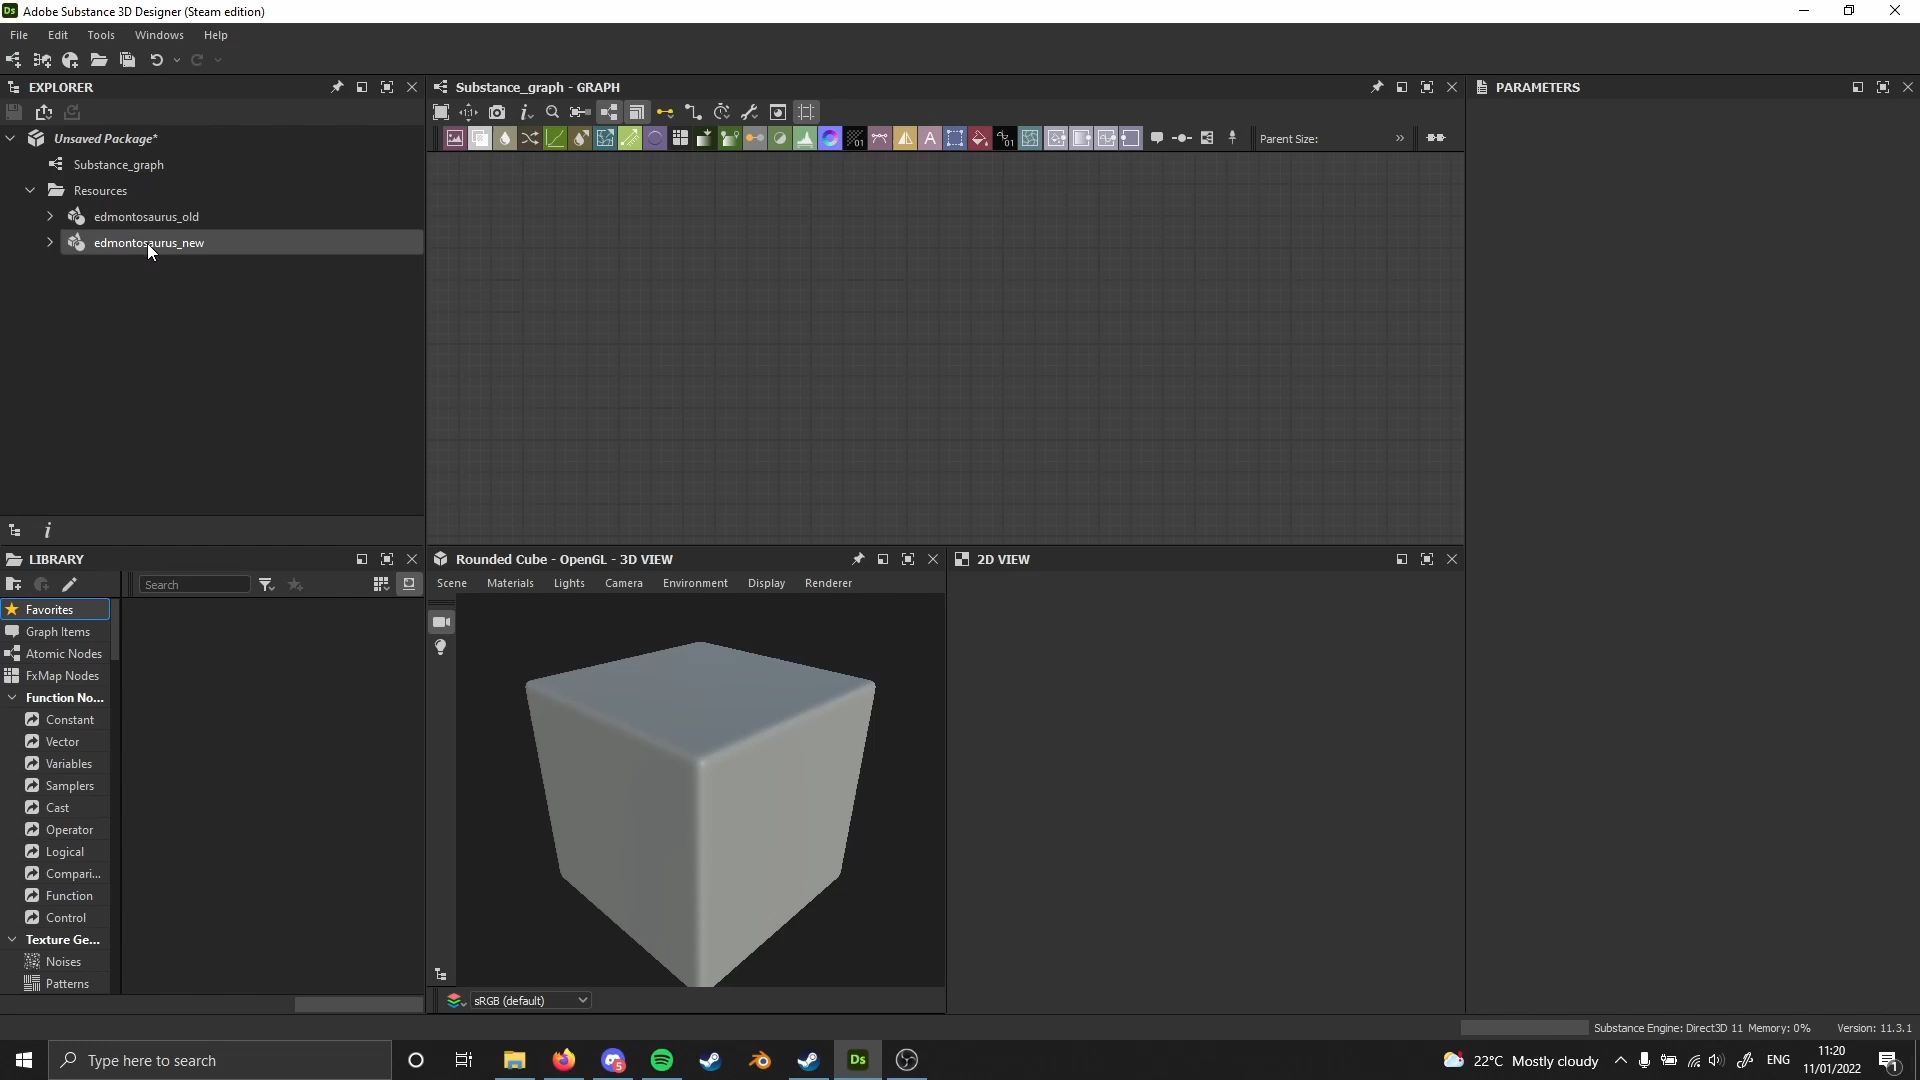 Ds Adobe Substance 3D Designer (Steam edition)
File Edit Tools Windows Help
EXPLORER
Substance_graph - GRAPH
PARAMETERS
Unsaved Package*
Parent Size:
Substance_graph
Resources
edmontosaurus_old
edmontosaurus_new
LIBRARY
Rounded Cube - OpenGL - 3D VIEW
2D VIEW
Search
Scene Materials Lights Camera Environment Display Renderer
Favorites
Graph Items
Atomic Nodes
FxMap Nodes
Function No...
Constant
Vector
Variables
Samplers
Cast
Operator
Logical
Compari...
Function
Control
Texture Ge...
Noises
Patterns
sRGB (default)
Substance Engine: Direct3D 11 Memory: 0% Version: 11.3.1
Type here to search
5
Ds
22°C Mostly cloudy
ENG
11:20
11/01/2022
1